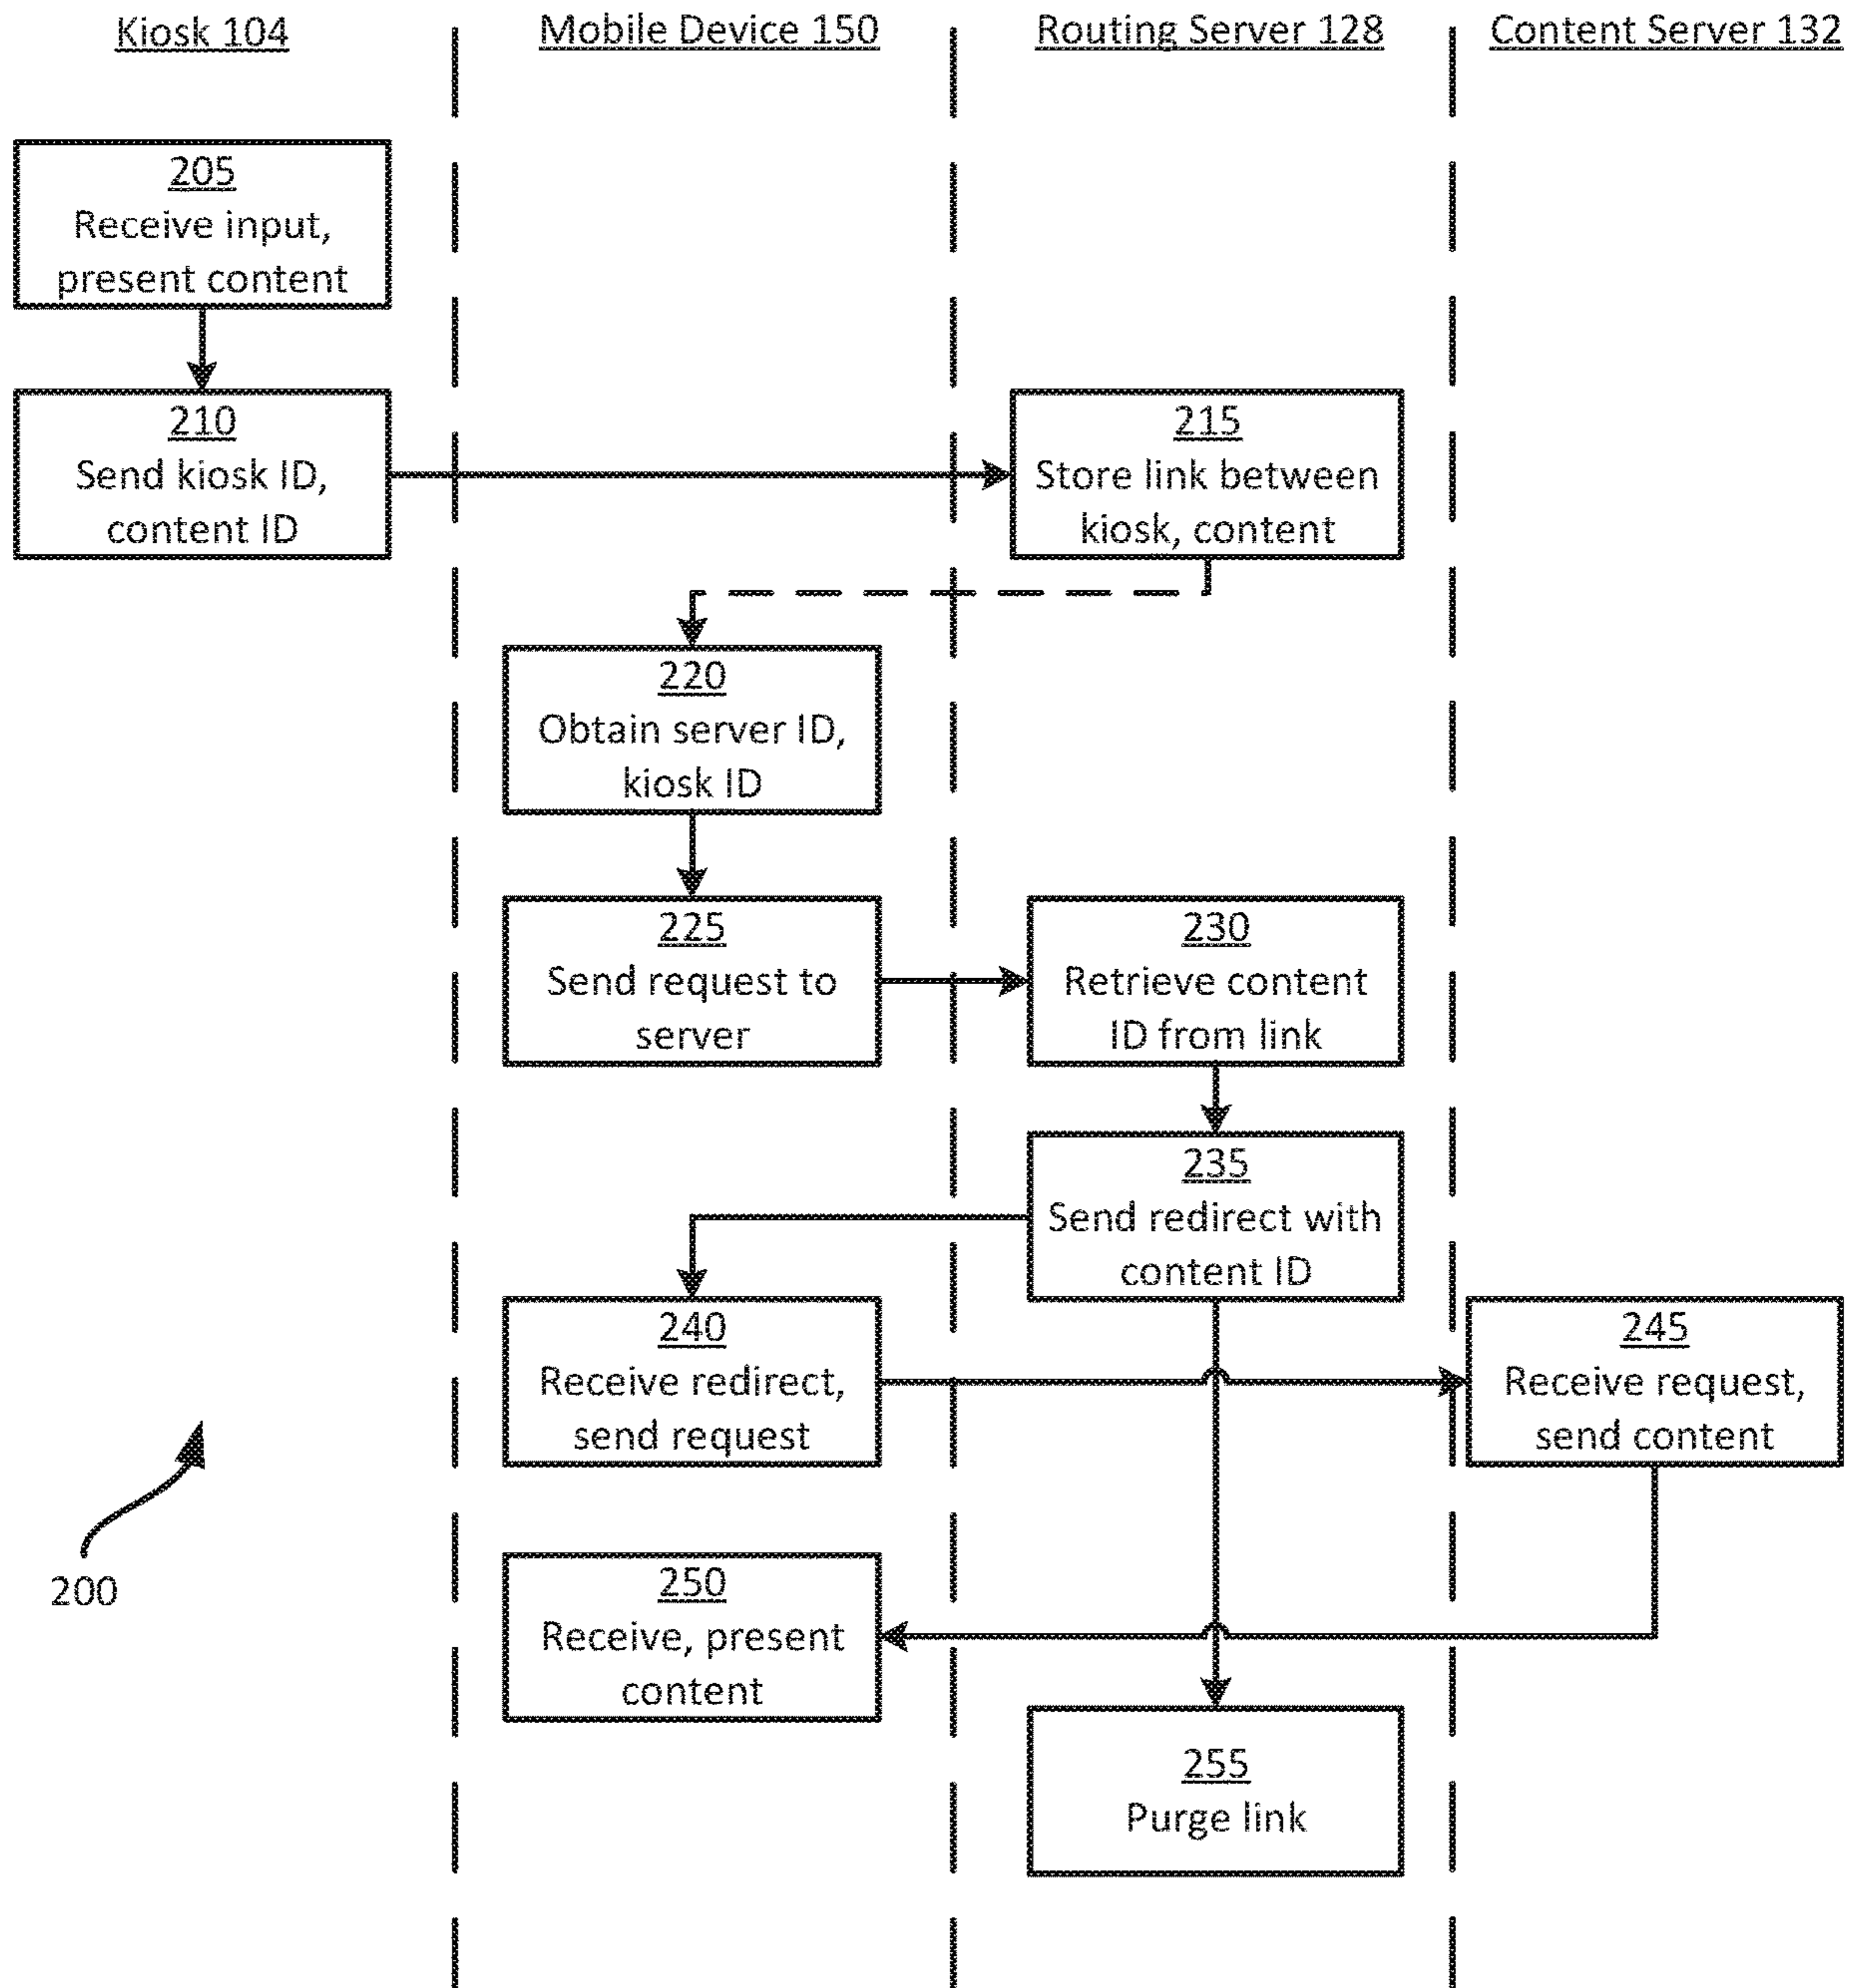 Kiosk 104
Mobile Device 150
Routing Server 128
Content Server 132
205
Receive input,
present content
210
Send kiosk ID,
content ID
215
Store link between
kiosk, content
220
Obtain server ID,
kiosk ID
225
Send request to
server
230
Retrieve content
ID from link
235
Send redirect with
content ID
240
Receive redirect,
send request
245
Receive request,
send content
200
250
Receive, present
content
255
Purge link